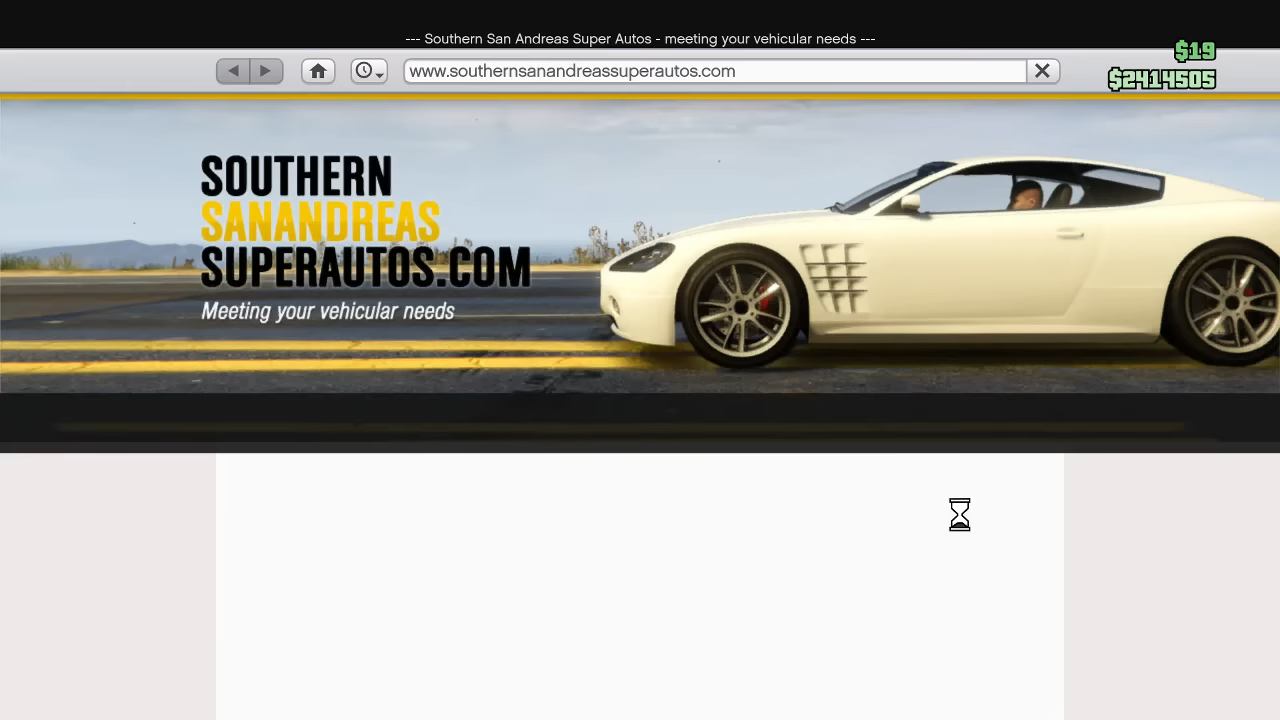 --- Southern San Andreas Super Autos - meeting your vehicular needs ---
$19
www.southernsanandreassuperautos.com
$2414505
SOUTHERN
SANANDREAS
SUPERAUTOS.COM
Meeting your vehicular needs